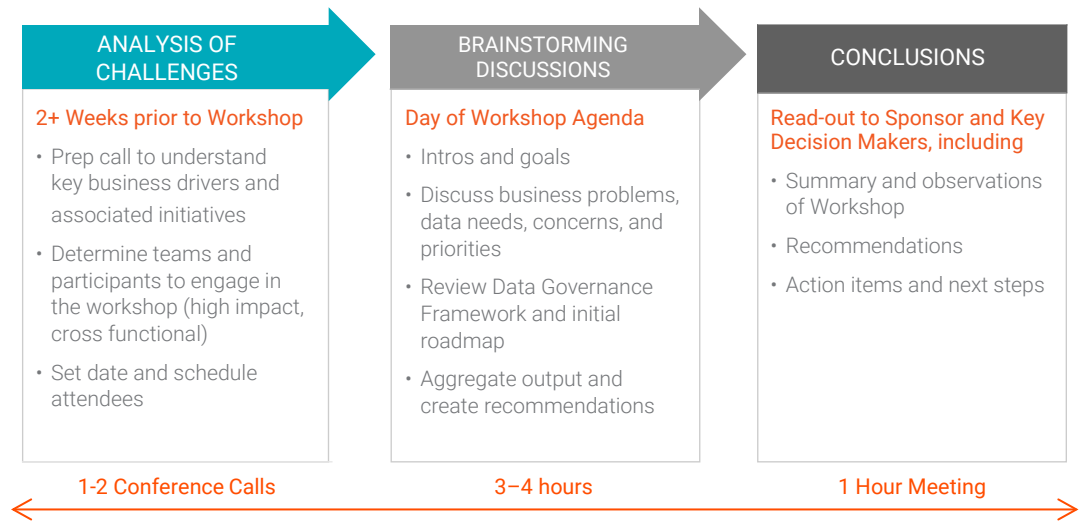 ANALYSIS OF
CHALLENGES
2+ Weeks prior to Workshop
• Prep call to understand
key business drivers and
associated initiatives
• Determine teams and
participants to engage in
the workshop (high impact,
cross functional)
• Set date and schedule
attendees
1-2 Conference Calls
BRAINSTORMING
DISCUSSIONS
Day of Workshop Agenda
• Intros and goals
• Discuss business problems,
data needs, concerns, and
priorities
• Review Data Governance
Framework and initial
roadmap
• Aggregate output and
create recommendations
3–4 hours
CONCLUSIONS
Read-out to Sponsor and Key
Decision Makers, including
• Summary and observations
of Workshop
• Recommendations
• Action items and next steps
1 Hour Meeting